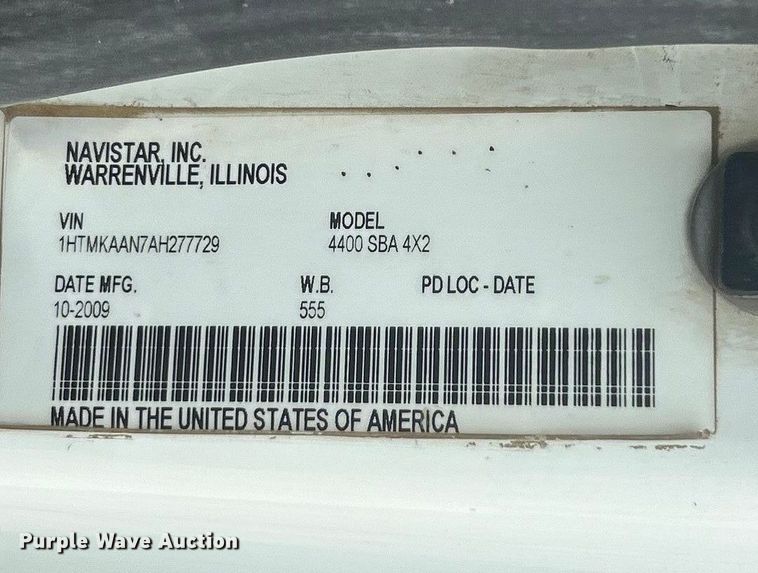 NAVISTAR, INC.
WARRENVILLE, ILLINOIS
VIN MODEL
1HTMKAAN7AH277729 4400 SBA 4X2
DATE MFG. W.B. PD LOC - DATE
10-2009 555
MADE IN THE UNITED STATES OF AMERICA
Purple Wave Auction